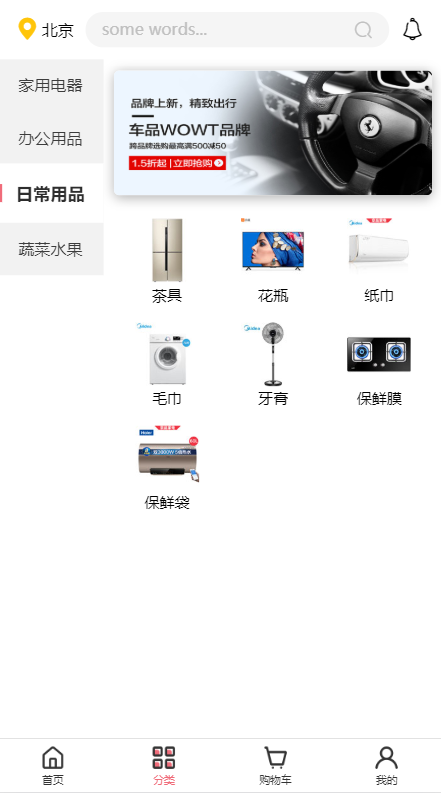 北京
some words...
家用电器
办公用品
日常用品
蔬菜水果
品牌上新，精致出行
车品WOWT品牌
跨品牌选购最高满500减50
1.5折起 | 立即抢购
茶具
花瓶
纸巾
Midea
毛巾
牙膏
保鲜膜
Haier
保鲜袋
首页
分类
购物车
我的